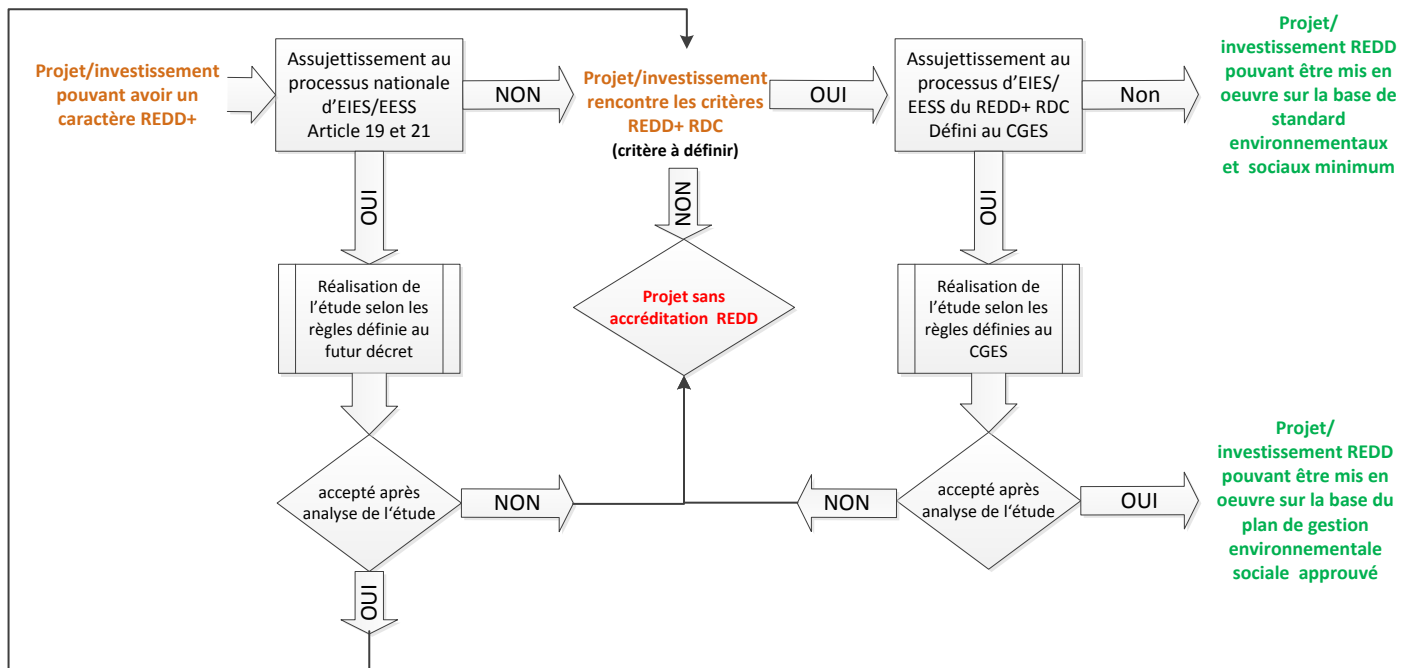 Projet/investissement
pouvant avoir un
caractère REDD+
Assujettissement au
processus nationale
d’EIES/EESS
Article 19 et 21
NON
Projet/investissement
rencontre les critères
REDD+ RDC
(critère à définir)
OUI
Assujettissement au
processus d’EIES/
EESS du REDD+ RDC
Défini au CGES
Non
Projet/
investissement REDD
pouvant être mis en
oeuvre sur la base de
standard
environnementaux
et sociaux minimum
OUI
NON
OUI
Réalisation de
l’étude selon les
règles définie au
futur décret
Projet sans
accréditation REDD
Réalisation de
l’étude selon les
règles définies au
CGES
accepté après
analyse de l‘étude
NON
NON
accepté après
analyse de l‘étude
OUI
Projet/
investissement REDD
pouvant être mis en
oeuvre sur la base du
plan de gestion
environnementale
sociale approuvé
OUI